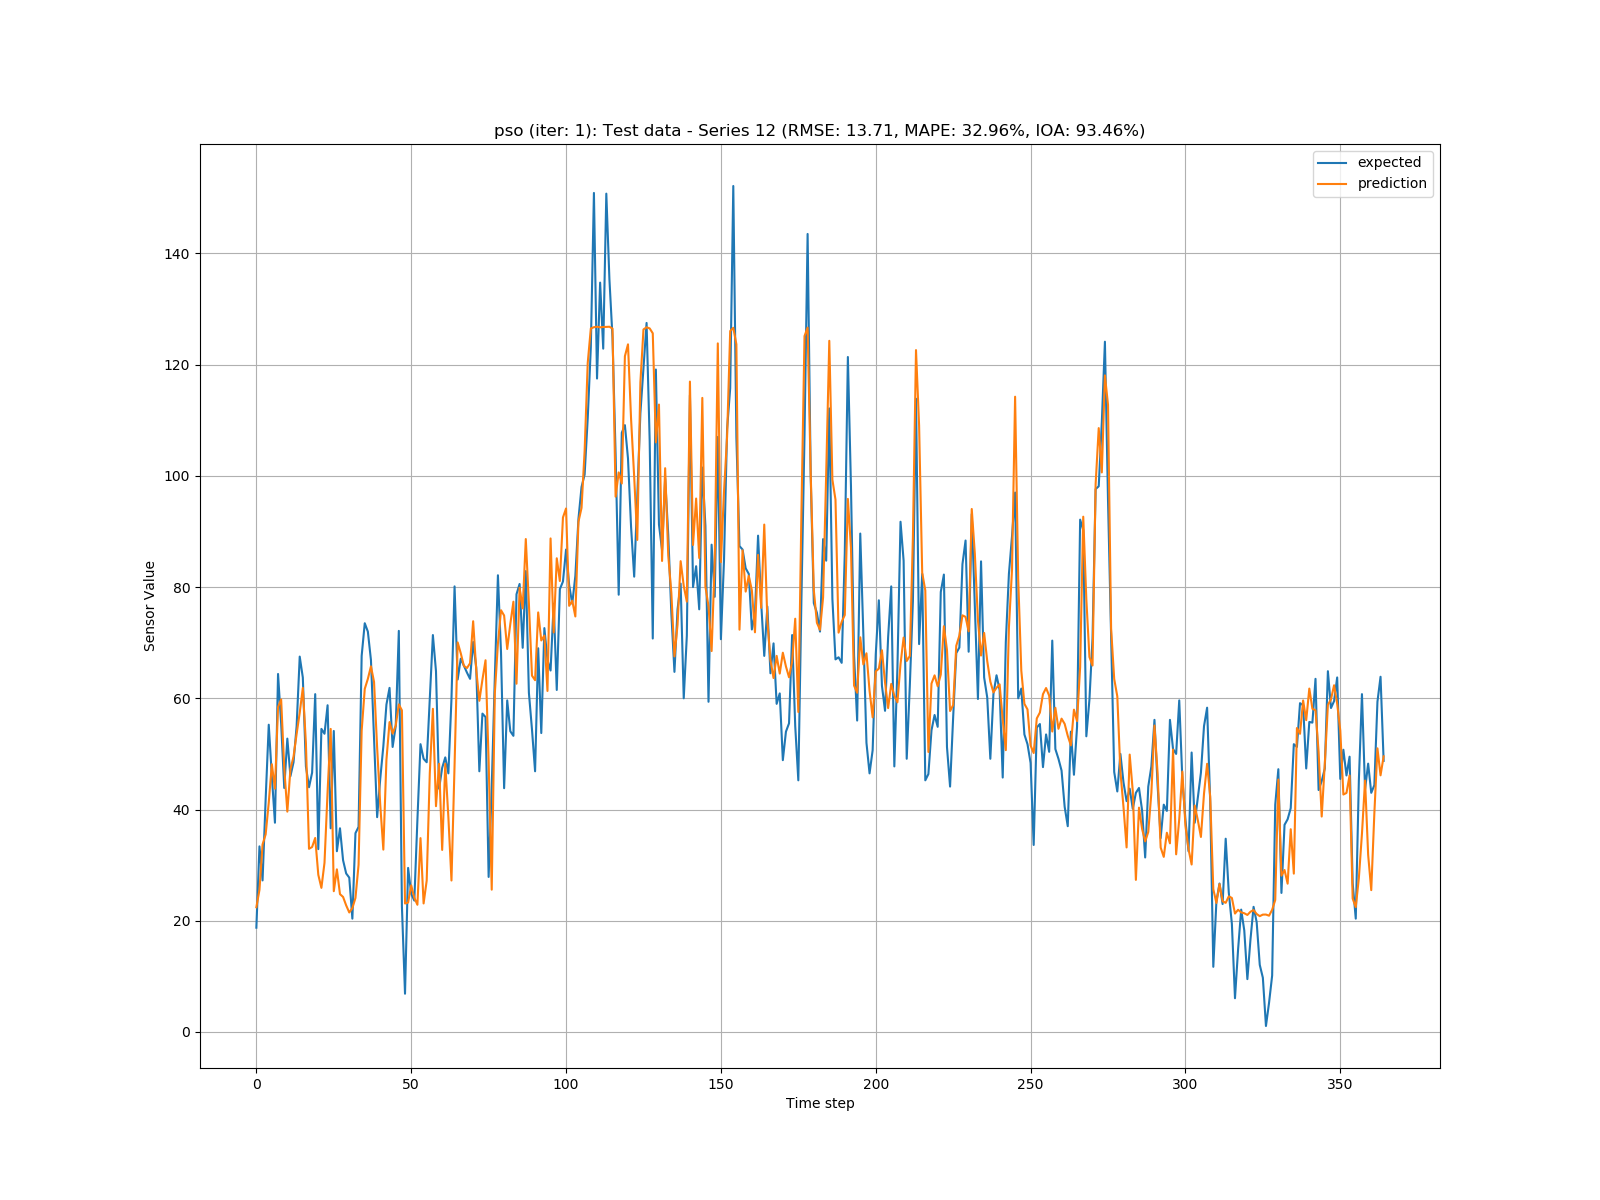 pso (iter: 1): Test data - Series 12 (RMSE: 13.71, MAPE: 32.96%, IOA: 93.46%)
expected
prediction
140
120
100
80
60
40
20
0
Sensor Value
0 50 100 150 200 250 300 350
Time step